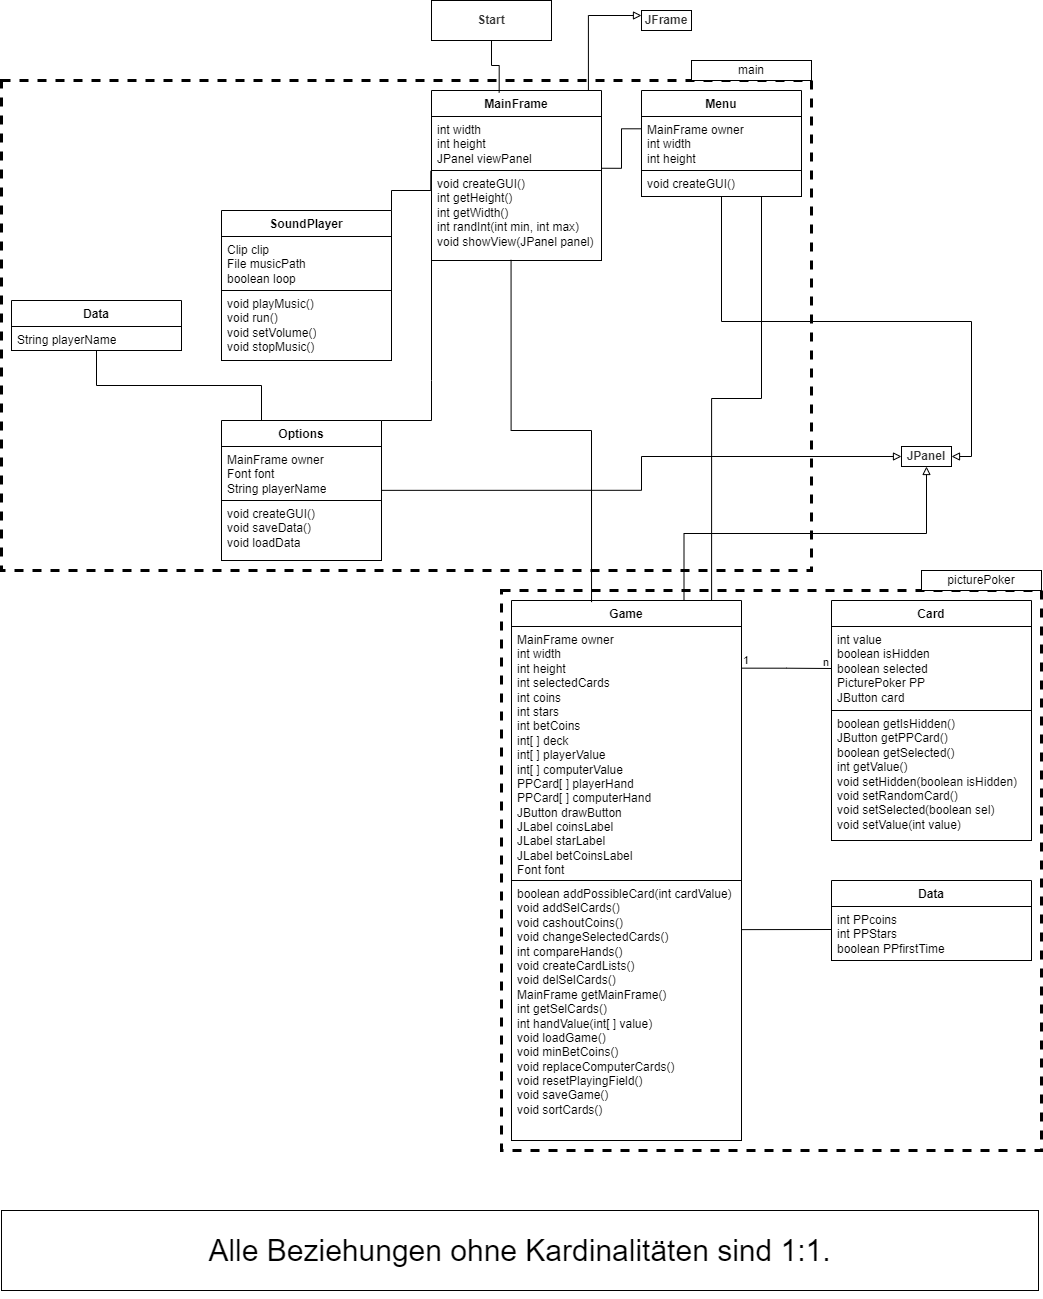 Start
JFrame
main
MainFrame
int width
int height
JPanel viewPanel
void createGUI()
int getHeight()
int getWidth()
int randInt(int min, int max)
void showView(JPanel panel)
Menu
MainFrame owner
int width
int height
void createGUI()
SoundPlayer
Clip clip
File musicPath
boolean loop
void playMusic()
void run()
void setVolume()
void stopMusic()
Data
String playerName
Options
MainFrame owner
Font font
String playerName
void createGUI()
void saveData()
void loadData
JPanel
picturePoker
Game
MainFrame owner
int width
int height
int selectedCards
int coins
int stars
int betCoins
int[ ] deck
int[ ] playerValue
int[ ] computerValue
PPCard[ ] playerHand
PPCard[ ] computerHand
JButton drawButton
JLabel coinsLabel
JLabel starLabel
JLabel betCoinsLabel
Font font
boolean addPossibleCard(int cardValue)
void addSelCards()
void cashoutCoins()
void changeSelectedCards()
int compareHands()
void createCardLists()
void delSelCards()
MainFrame getMainFrame()
int getSelCards()
int handValue(int[ ] value)
void loadGame()
void minBetCoins()
void replaceComputerCards()
void resetPlayingField()
void saveGame()
void sortCards()
1
n
Card
int value
boolean isHidden
boolean selected
PicturePoker PP
JButton card
boolean getIsHidden()
JButton getPPCard()
boolean getSelected()
int getValue()
void setHidden(boolean isHidden)
void setRandomCard()
void setSelected(boolean sel)
void setValue(int value)
Data
int PPcoins
int PPStars
boolean PPfirstTime
Alle Beziehungen ohne Kardinalitäten sind 1:1.